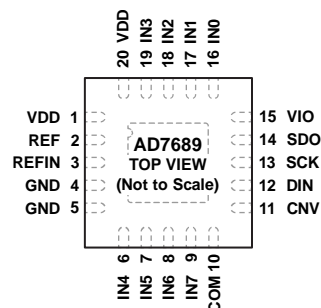 20 VDD
19 IN3
18 IN2
17 IN1
16 IN0
VDD 1
REF 2
REFIN 3
GND 4
GND 5
AD7689
TOP VIEW
(Not to Scale)
15 VIO
14 SDO
13 SCK
12 DIN
11 CNV
IN4 6
IN5 7
IN6 8
IN7 9
COM 10